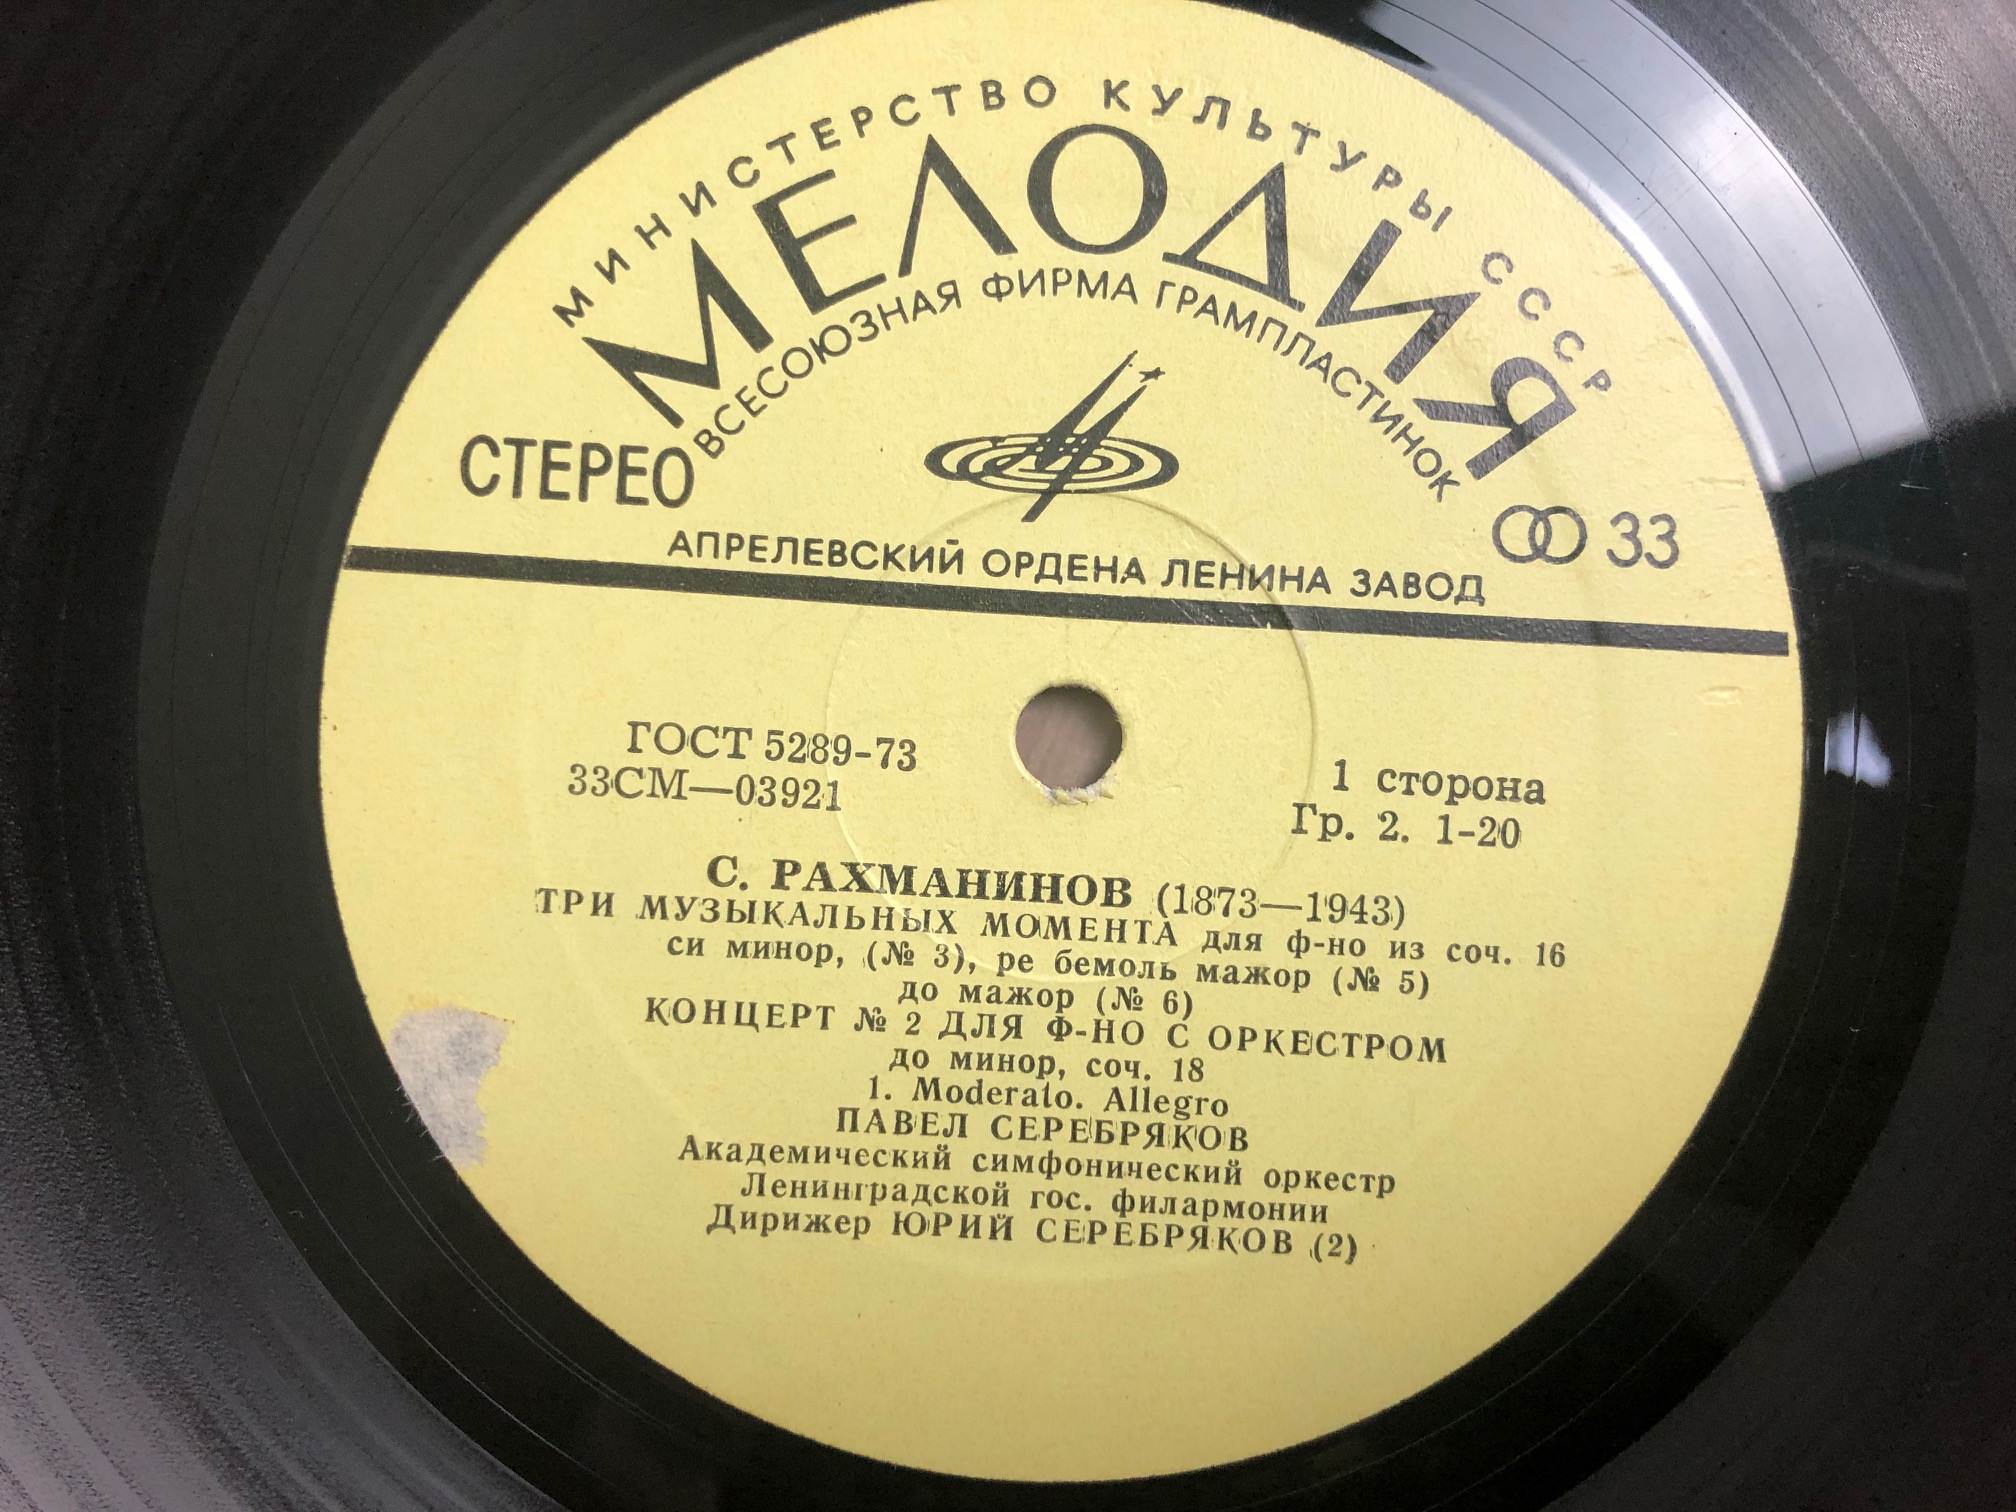 МИНИСТЕРСТВО КУЛЬТУРЫ СССР
МЕЛОДИЯ
ВСЕСОЮЗНАЯ ФИРМА ГРАМПЛАСТИНОК
СТЕРЕО
33
АПРЕЛЕВСКИЙ ОРДЕНА ЛЕНИНА ЗАВОД
ГОСТ 5289-73
33СМ—03921
1 сторона
Гр. 2. 1-20
С. РАХМАНИНОВ (1873—1943)
ТРИ МУЗЫКАЛЬНЫХ МОМЕНТА для ф-но из соч. 16
си минор, (№ 3), ре бемоль мажор (№ 5)
до мажор (№ 6)
КОНЦЕРТ № 2 ДЛЯ Ф-НО С ОРКЕСТРОМ
до минор, соч. 18
1. Moderato. Allegro
ПАВЕЛ СЕРЕБРЯКОВ
Академический симфонический оркестр
Ленинградской гос. филармонии
Дирижер ЮРИЙ СЕРЕБРЯКОВ (2)